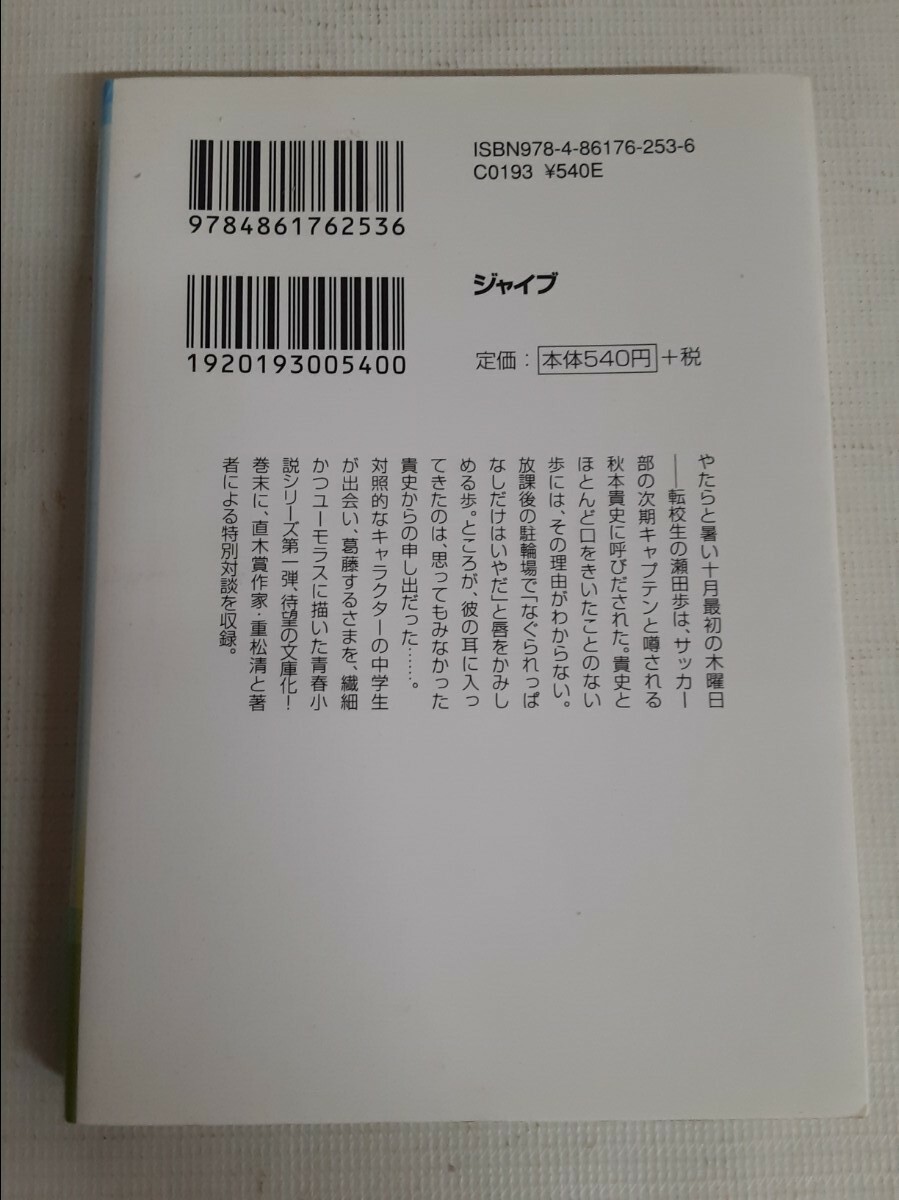 9784861762536
ISBN978-4-86176-253-6
C0193 ¥540E
1920193005400
ジャイブ
定価：本体540円＋税
やたらと暑い十月最初の木曜日
――転校生の瀬田歩は、サッカー
部の次期キャプテンと噂される
秋本貴史に呼びだされた。貴史と
ほとんど口をきいたことのない
歩には、その理由がわからない。
放課後の駐輪場で「なぐられっぱ
なしだけはいやだ」と唇をかみし
める歩。ところが、彼の耳に入っ
てきたのは、思ってもみなかった
貴史からの申し出だった……。
対照的なキャラクターの中学生
が出会い、葛藤するさまを、繊細
かつユーモラスに描いた青春小
説シリーズ第一弾、待望の文庫化！
巻末に、直木賞作家・重松清と著
者による特別対談を収録。